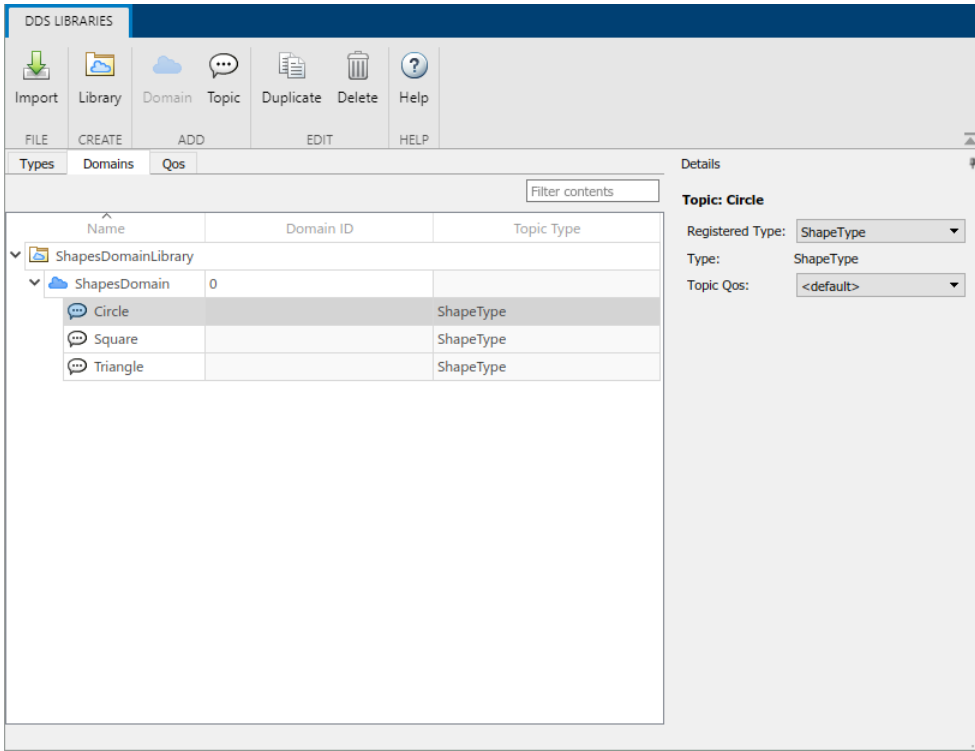 DDS LIBRARIES
Import Library Domain Topic Duplicate Delete Help
FILE CREATE ADD EDIT HELP
Types Domains Qos
Filter contents
Name Domain ID Topic Type
ShapesDomainLibrary
ShapesDomain 0
Circle ShapeType
Square ShapeType
Triangle ShapeType
Details
Topic: Circle
Registered Type: ShapeType
Type: ShapeType
Topic Qos: <default>